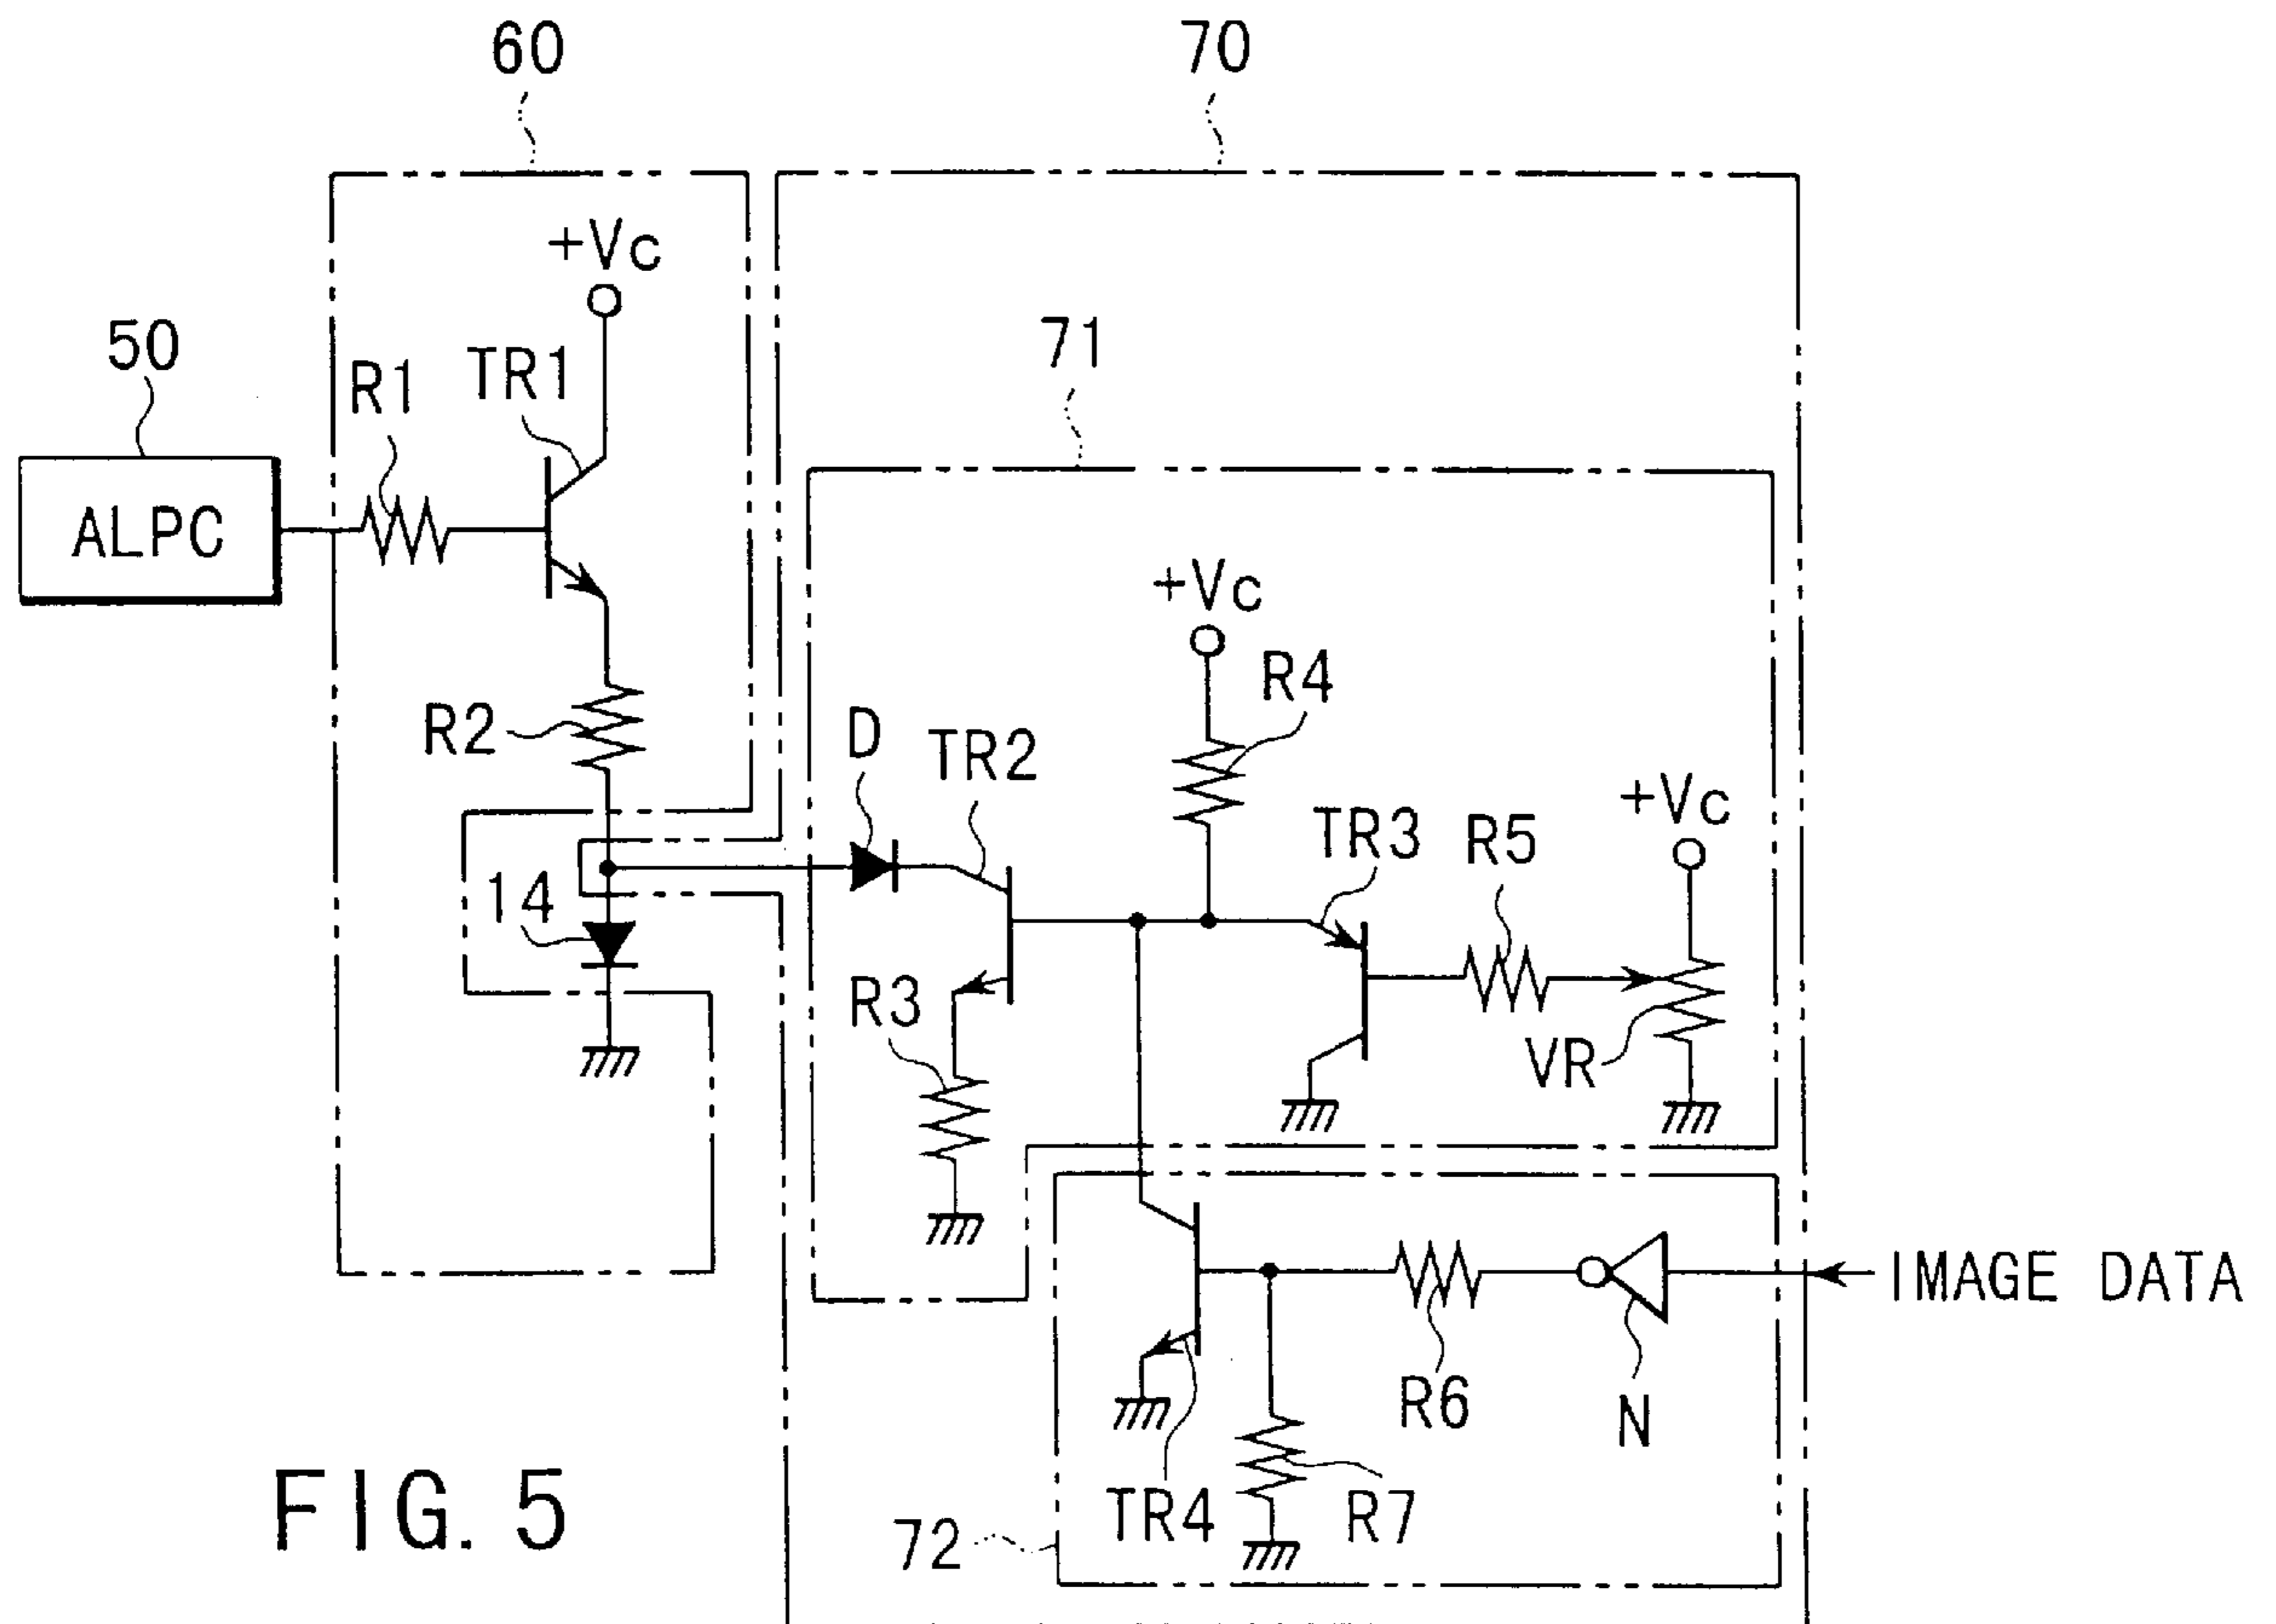 60
70
+Vc
50
R1
TR1
71
ALPC
+Vc
R4
R2
D
TR2
+Vc
TR3
R5
14
R3
VR
IMAGE DATA
R6
N
TR4
R7
72
FIG. 5